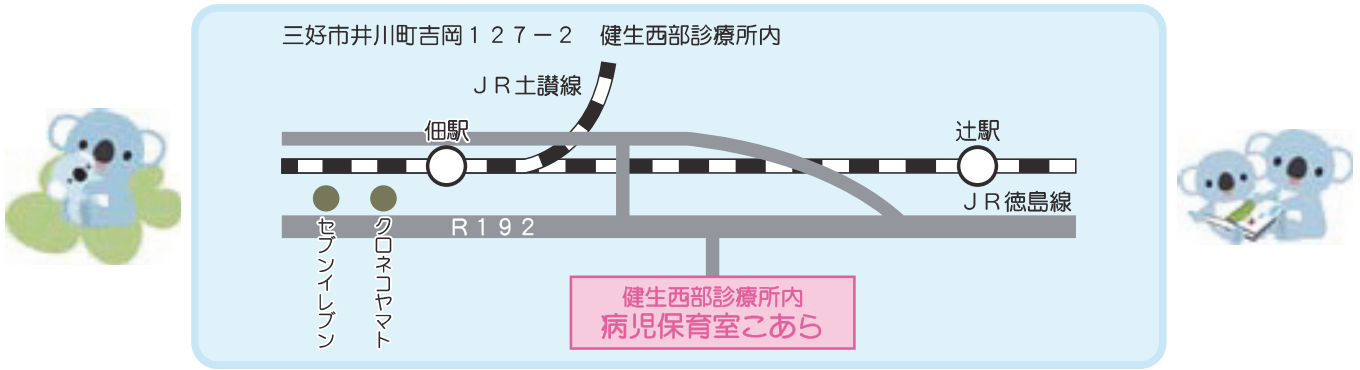 三好市井川町吉岡１２７－２　健生西部診療所内
ＪＲ土讃線
佃駅
辻駅
ＪＲ徳島線
Ｒ１９２
セブンイレブン
クロネコヤマト
健生西部診療所内
病児保育室こあら